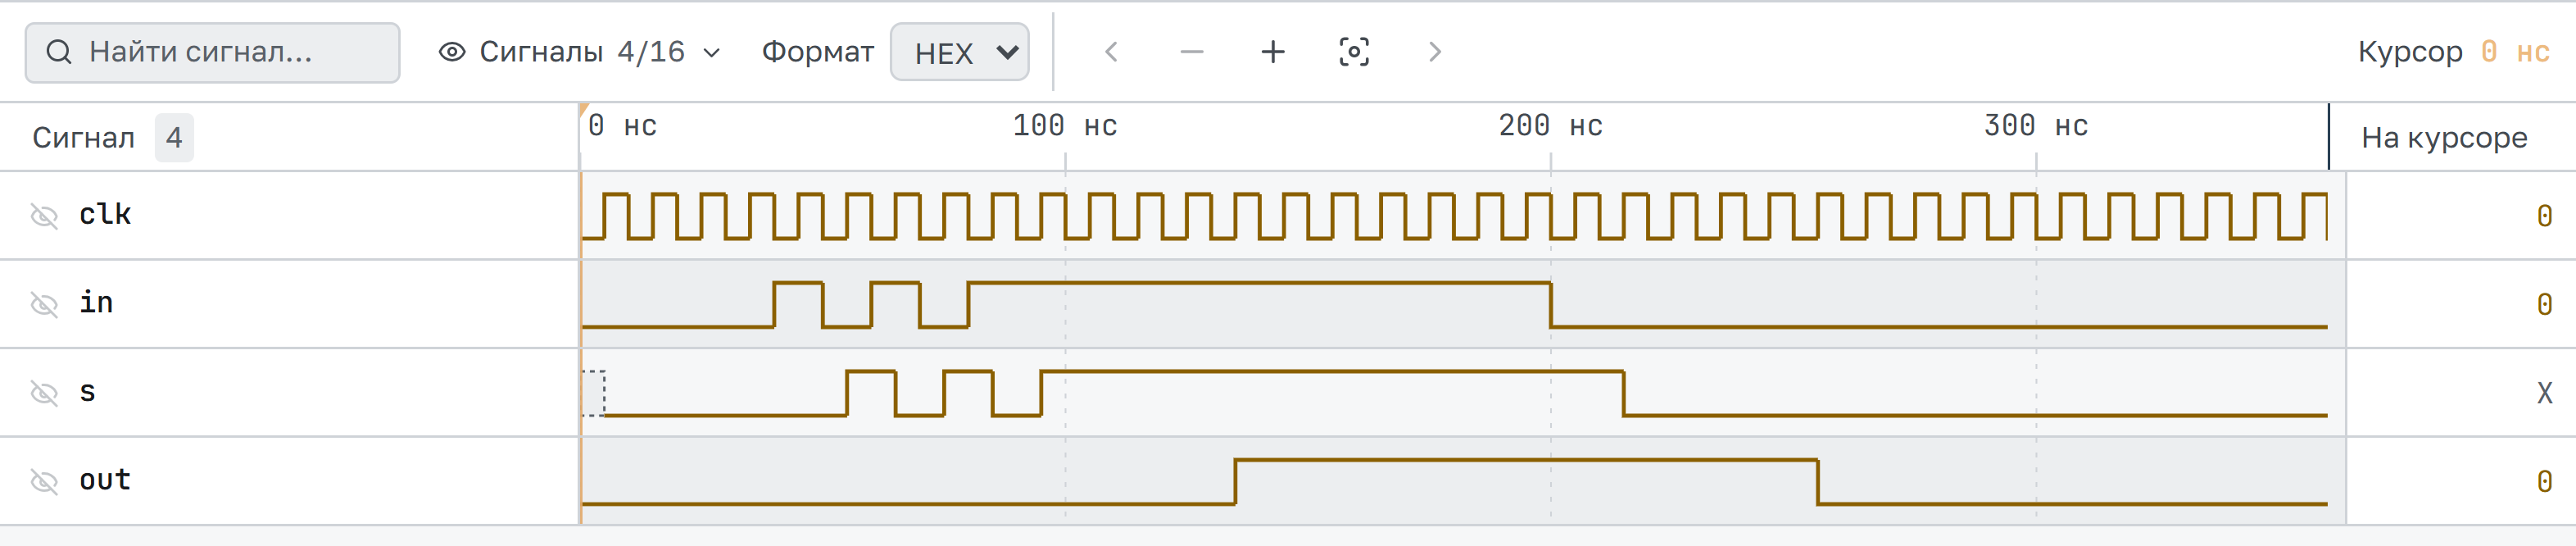 Найти сигнал... Сигналы 4/16 Формат HEX Курсор 0 нс
Сигнал 4 0 нс 100 нс 200 нс 300 нс На курсоре
clk 0
in 0
s X
out 0